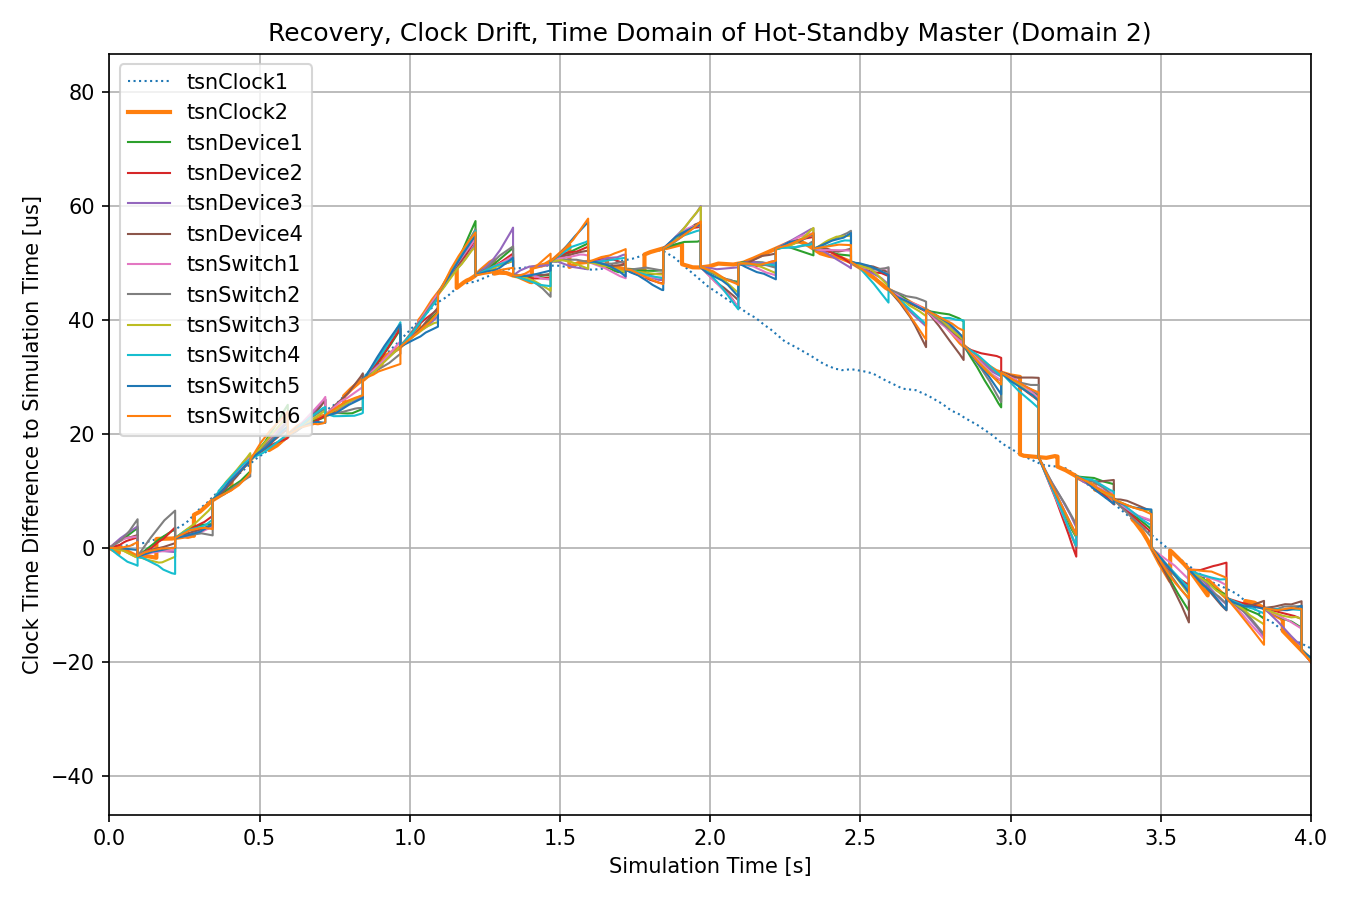 Recovery, Clock Drift, Time Domain of Hot-Standby Master (Domain 2)
Clock Time Difference to Simulation Time [us]
80
60
40
20
0
−20
−40
tsnClock1
tsnClock2
tsnDevice1
tsnDevice2
tsnDevice3
tsnDevice4
tsnSwitch1
tsnSwitch2
tsnSwitch3
tsnSwitch4
tsnSwitch5
tsnSwitch6
0.0 0.5 1.0 1.5 2.0 2.5 3.0 3.5 4.0
Simulation Time [s]